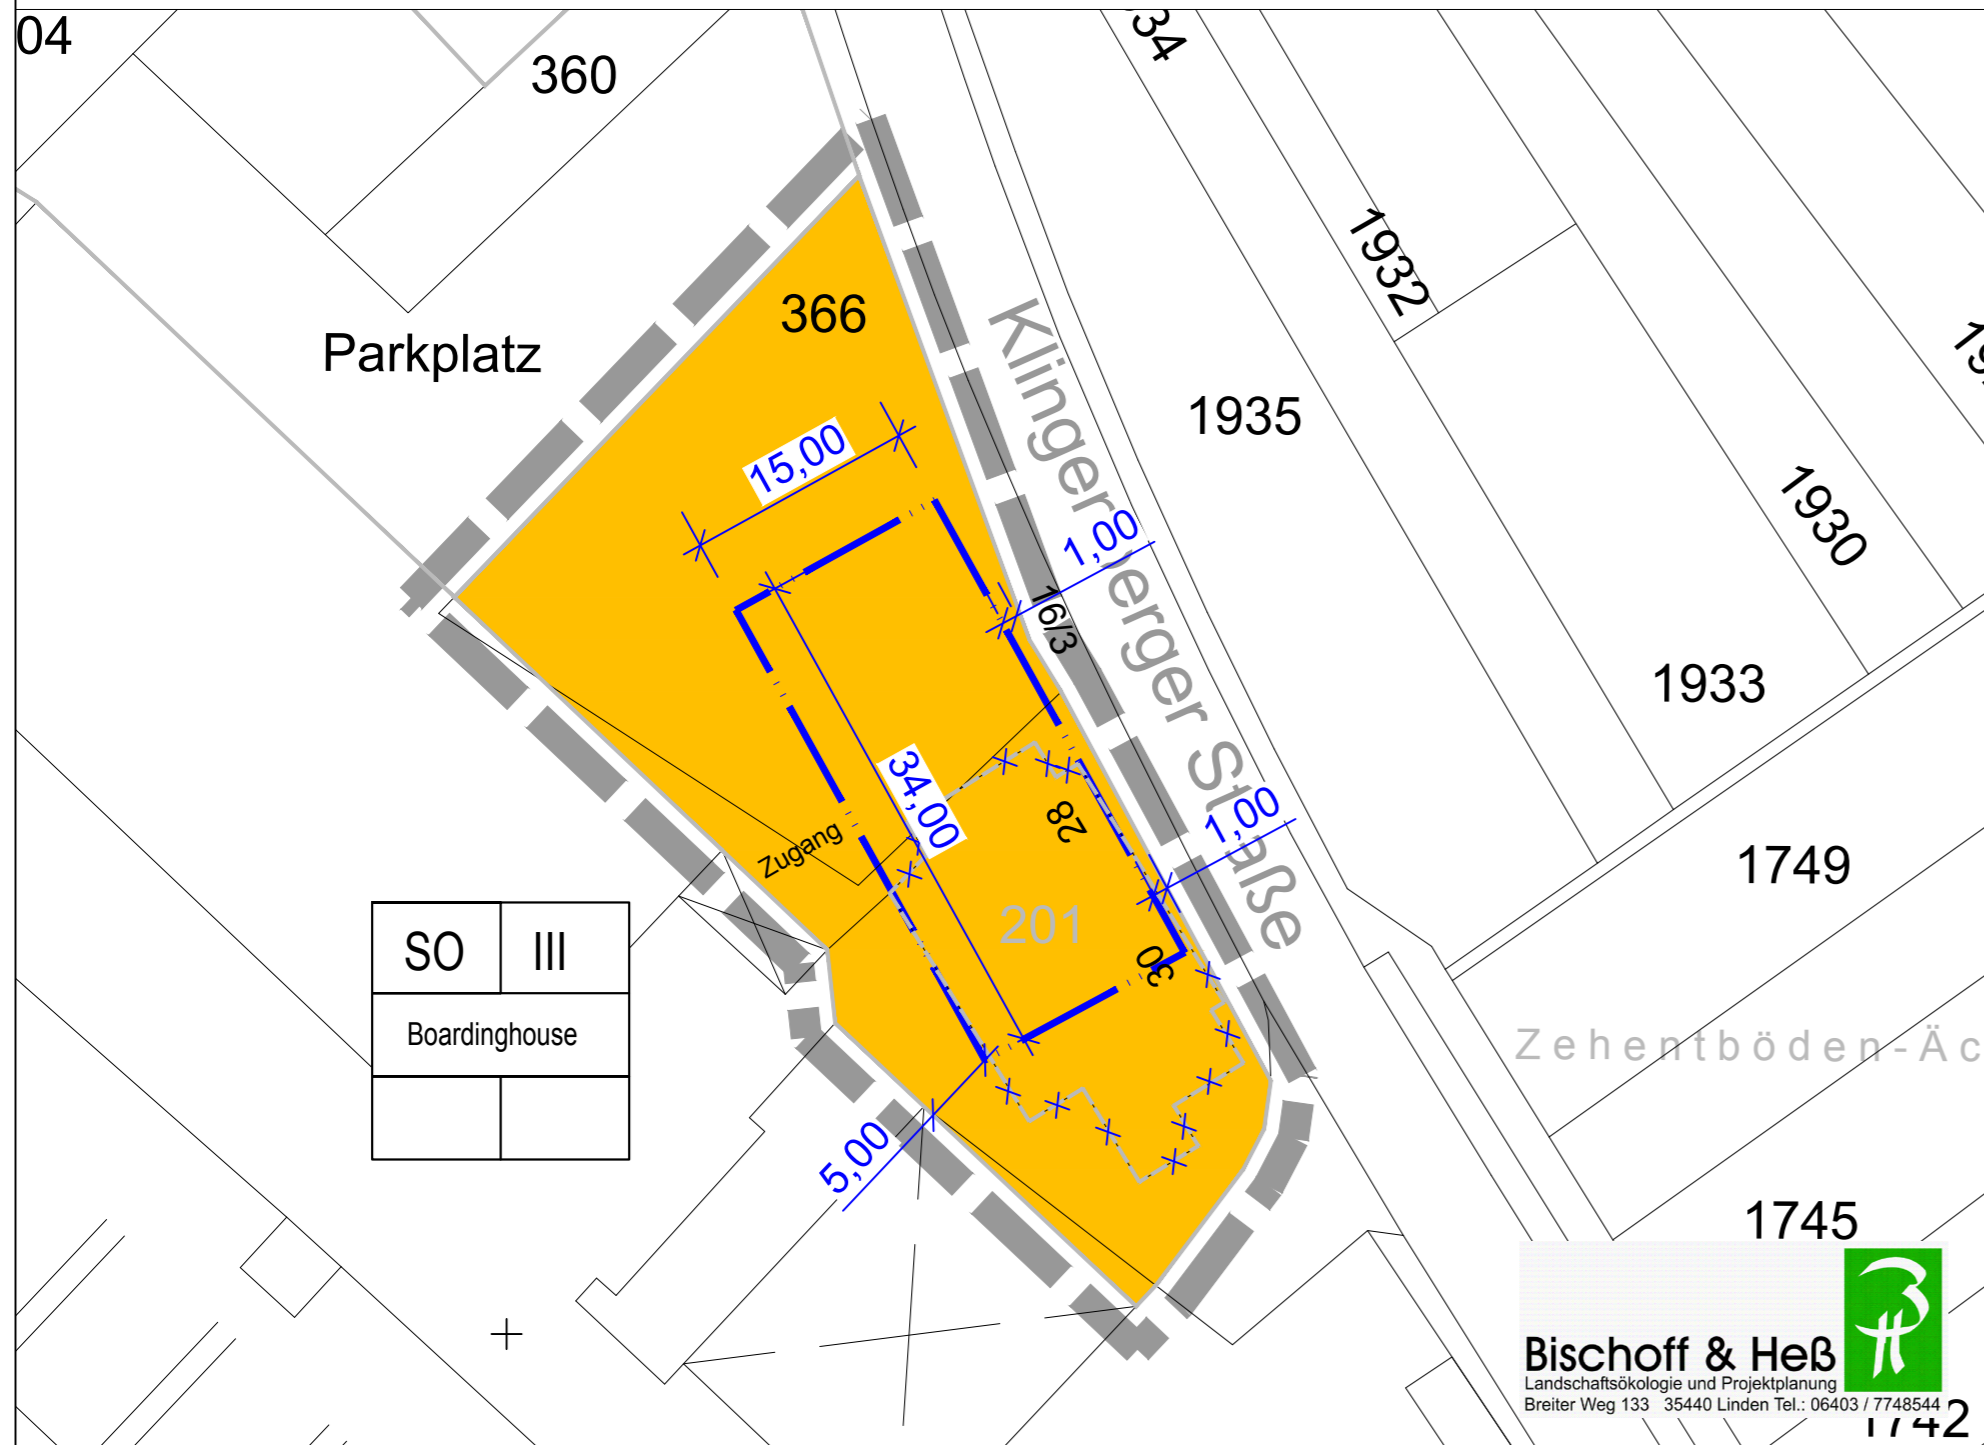 04
360
34
1932
366
Parkplatz
Klingenberger Straße
1935
15,00
1,00
1930
16/3
1933
34,00
28
1,00
Zugang
1749
201
SO III
30
Boardinghouse
Zehentböden-Äc
5,00
1745
Bischoff & Heß
Landschaftsökologie und Projektplanung
Breiter Weg 133 35440 Linden Tel.: 06403 / 7748544
1742